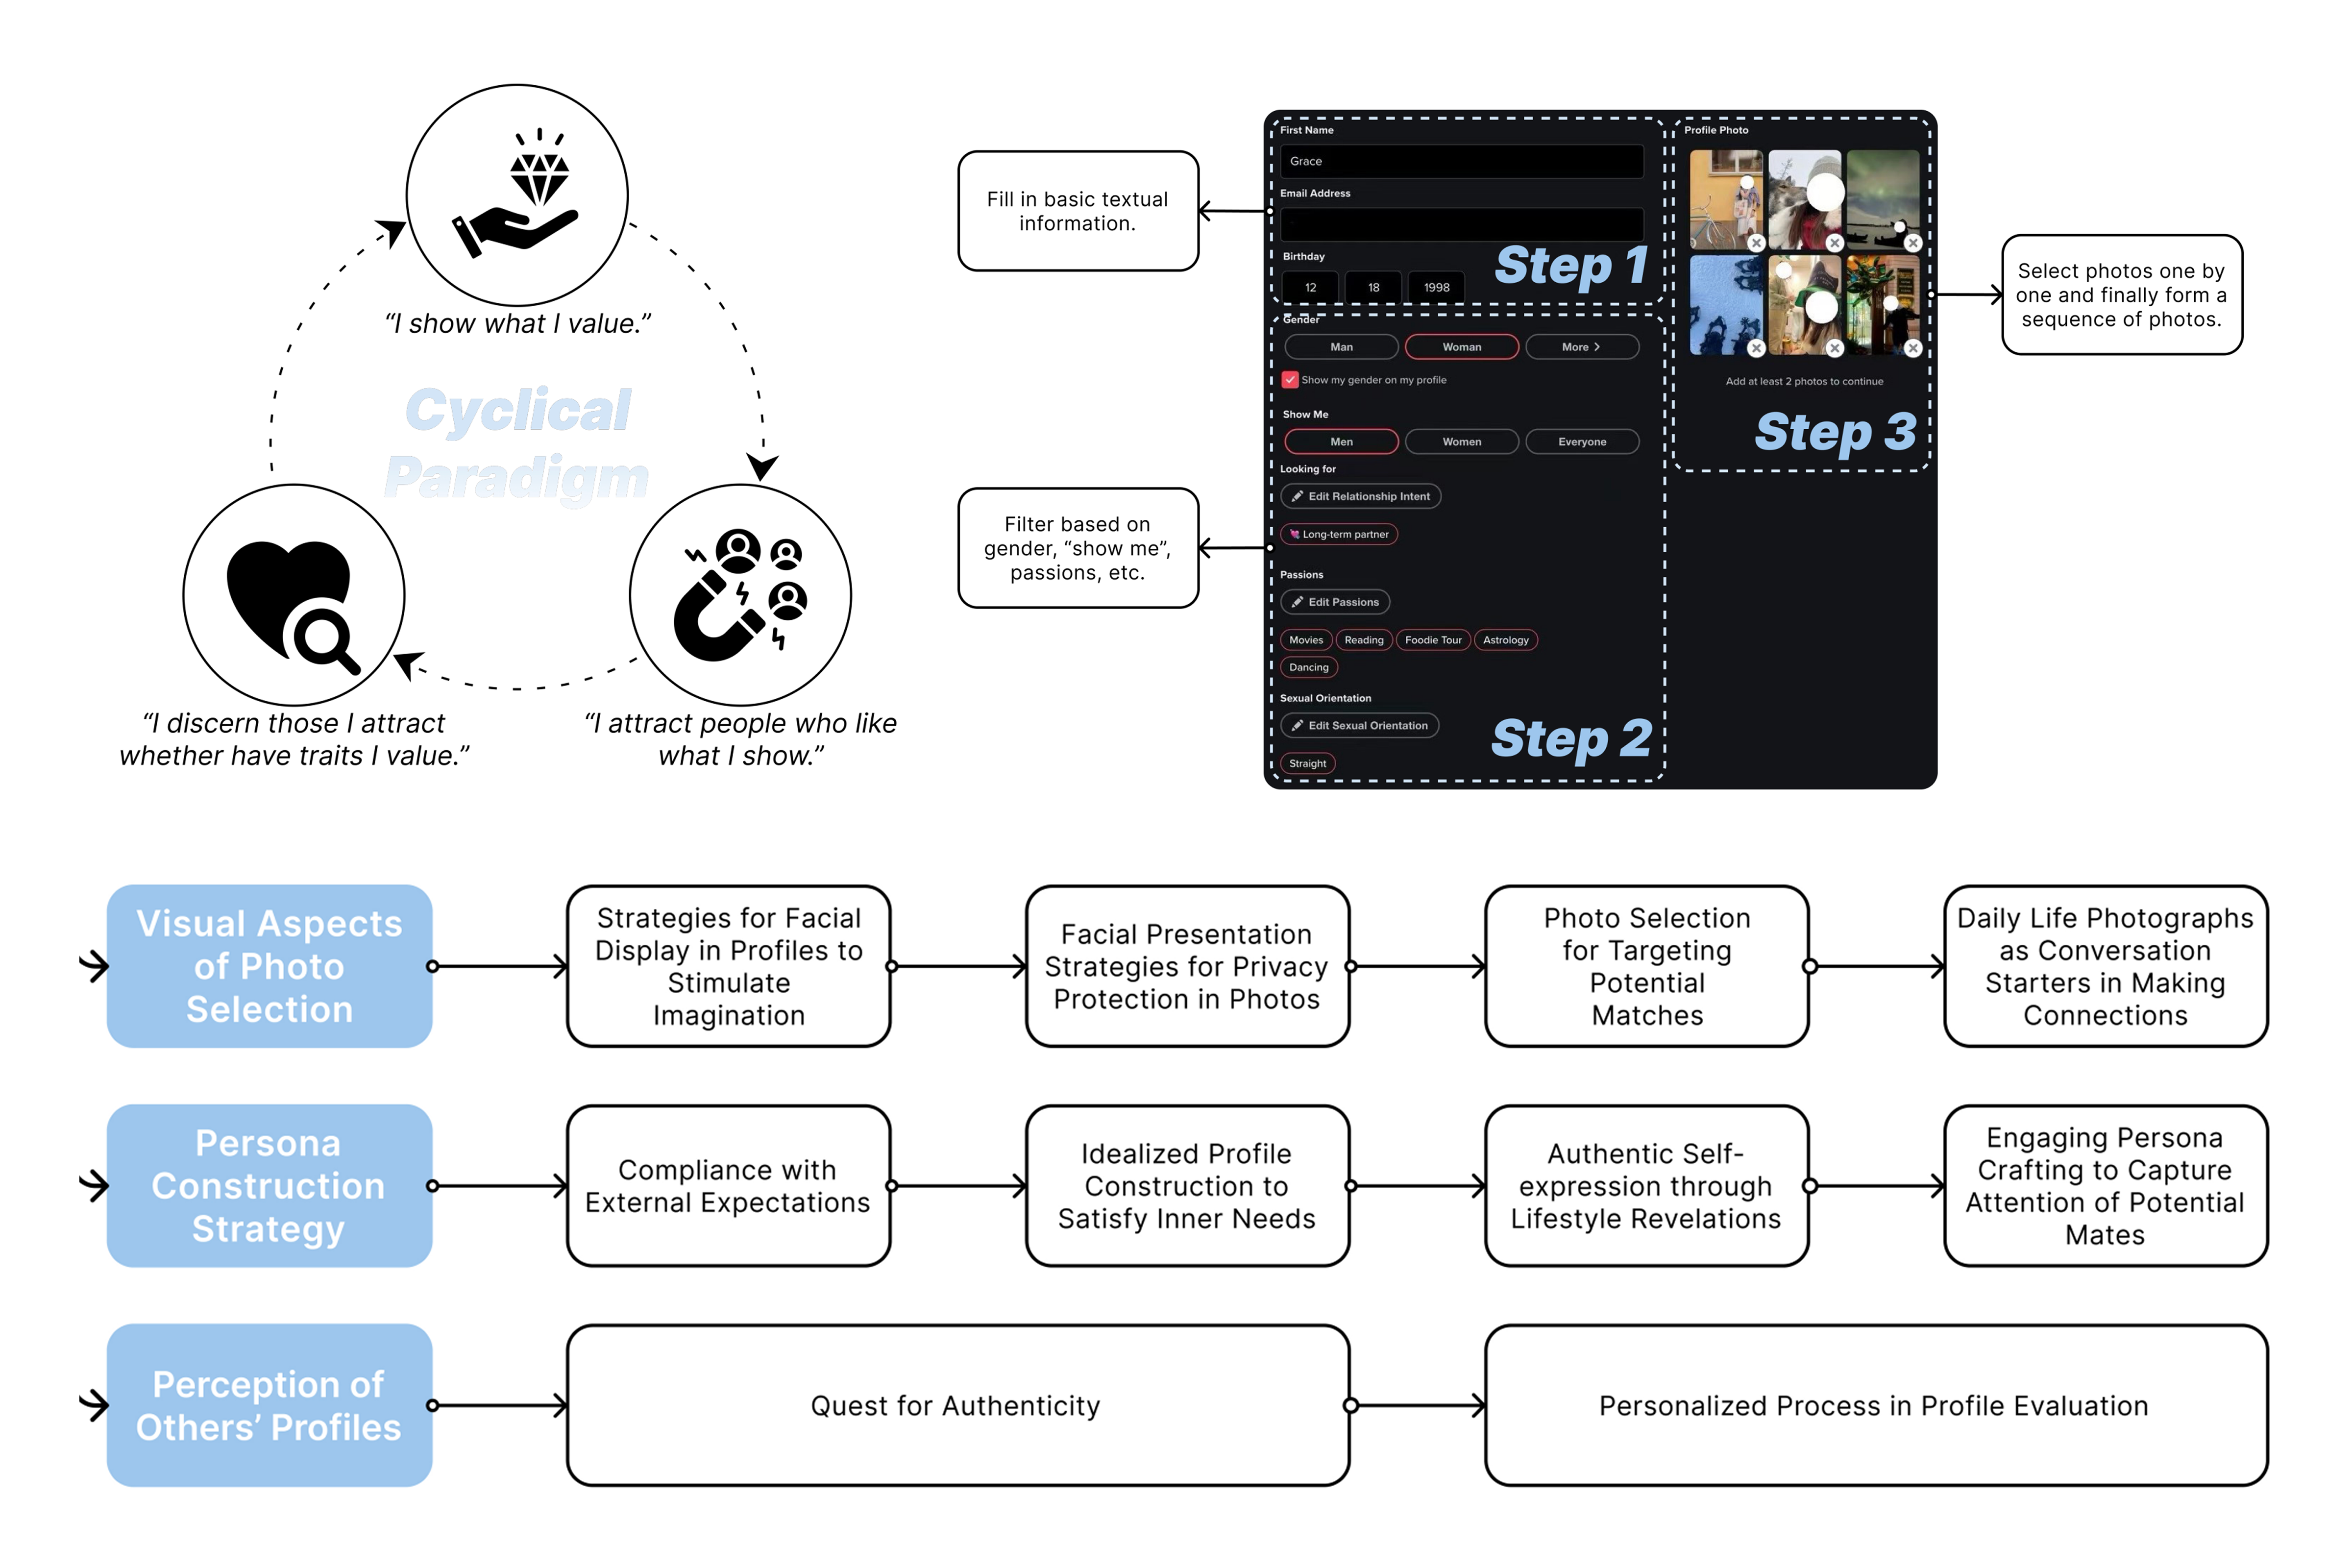 “I show what I value.”
Cyclical
Paradigm
“I discern those I attract
whether have traits I value.”
“I attract people who like
what I show.”
Fill in basic textual
information.
Filter based on
gender, “show me”,
passions, etc.
First Name
Grace
Email Address
Birthday
12 18 1998
Step 1
Gender
Man Woman More
Show my gender on my profile
Show Me
Men Women Everyone
Looking for
Edit Relationship Intent
Long-term partner
Passions
Edit Passions
Movies Reading Foodie Tour Astrology
Dancing
Sexual Orientation
Edit Sexual Orientation
Straight
Step 2
Profile Photo
Add at least 2 photos to continue
Step 3
Select photos one by
one and finally form a
sequence of photos.
Visual Aspects
of Photo
Selection
Strategies for Facial
Display in Profiles to
Stimulate
Imagination
Facial Presentation
Strategies for Privacy
Protection in Photos
Photo Selection
for Targeting
Potential
Matches
Daily Life Photographs
as Conversation
Starters in Making
Connections
Persona
Construction
Strategy
Compliance with
External Expectations
Idealized Profile
Construction to
Satisfy Inner Needs
Authentic Self-
expression through
Lifestyle Revelations
Engaging Persona
Crafting to Capture
Attention of Potential
Mates
Perception of
Others’ Profiles
Quest for Authenticity
Personalized Process in Profile Evaluation